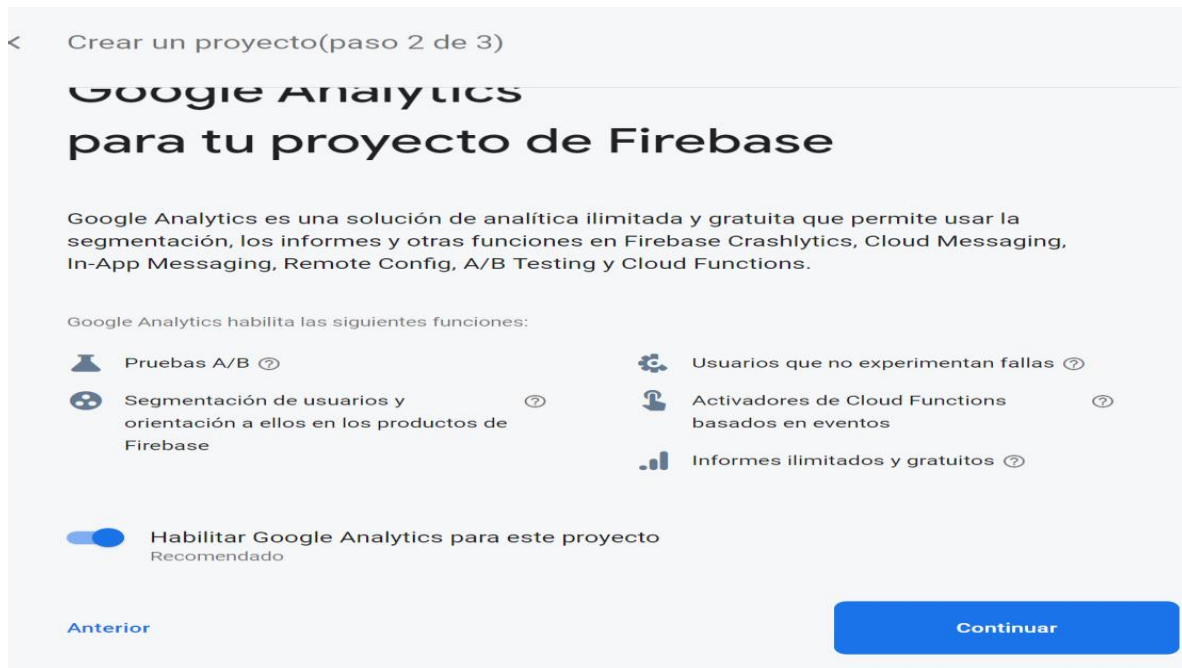 Crear un proyecto(paso 2 de 3)
Google Analytics
para tu proyecto de Firebase
Google Analytics es una solución de analítica ilimitada y gratuita que permite usar la
segmentación, los informes y otras funciones en Firebase Crashlytics, Cloud Messaging,
In-App Messaging, Remote Config, A/B Testing y Cloud Functions.
Google Analytics habilita las siguientes funciones:
Pruebas A/B
Segmentación de usuarios y
orientación a ellos en los productos de
Firebase
Usuarios que no experimentan fallas
Activadores de Cloud Functions
basados en eventos
Informes ilimitados y gratuitos
Habilitar Google Analytics para este proyecto
Recomendado
Anterior
Continuar